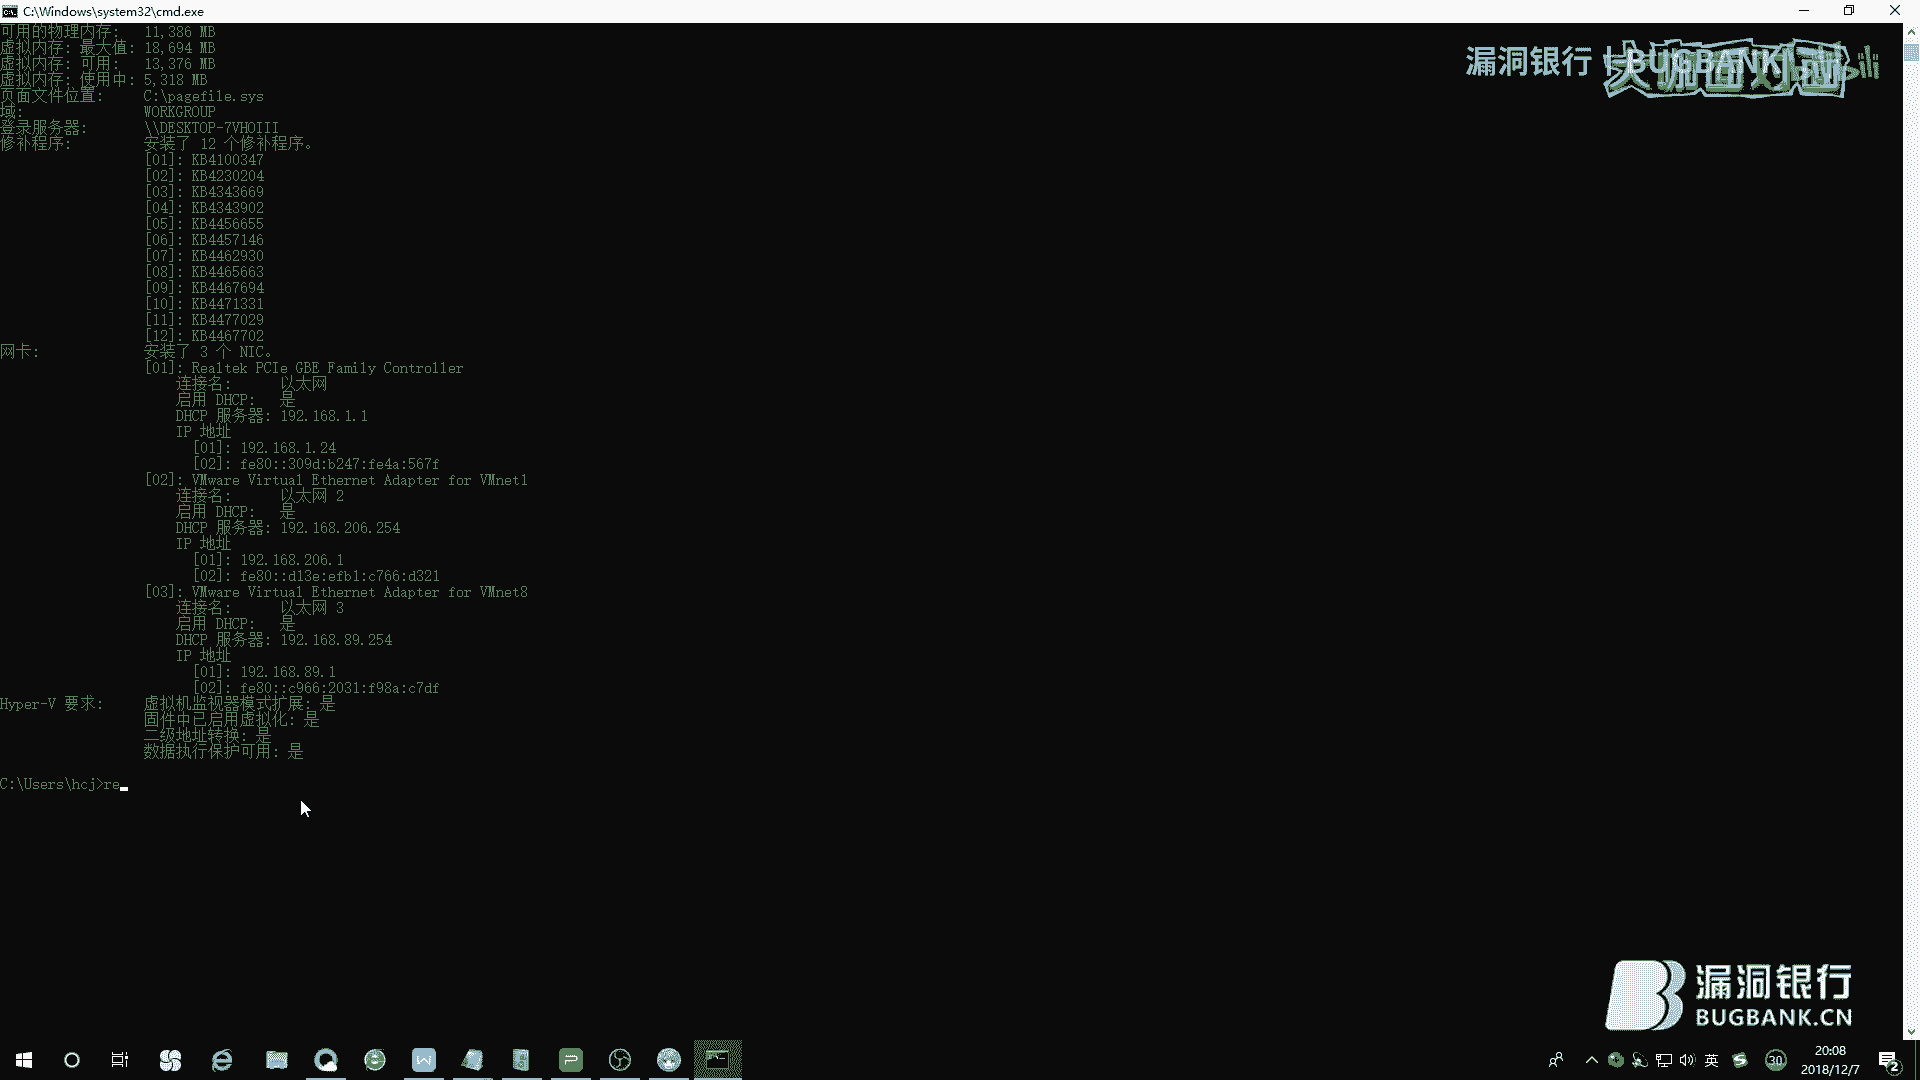 C:\Windows\system32\cmd.exe
可用的物理内存: 11,386 MB
虚拟内存: 最大值: 18,694 MB
虚拟内存: 可用: 13,376 MB
虚拟内存: 使用中: 5,318 MB
页面文件位置: C:\pagefile.sys
域: WORKGROUP
登录服务器: \\DESKTOP-7VHOIII
修补程序: 安装了 12 个修补程序。
[01]: KB4100347
[02]: KB4230204
[03]: KB4343669
[04]: KB4343902
[05]: KB4456655
[06]: KB4457146
[07]: KB4462930
[08]: KB4465663
[09]: KB4467694
[10]: KB4471331
[11]: KB4477029
[12]: KB4467702
网卡: 安装了 3 个 NIC。
[01]: Realtek PCIe GBE Family Controller
连接名: 以太网
启用 DHCP: 是
DHCP 服务器: 192.168.1.1
IP 地址
[01]: 192.168.1.24
[02]: fe80::309d:b247:fe4a:567f
[02]: VMware Virtual Ethernet Adapter for VMnet1
连接名: 以太网 2
启用 DHCP: 是
DHCP 服务器: 192.168.206.254
IP 地址
[01]: 192.168.206.1
[02]: fe80::d13e:efb1:c766:d321
[03]: VMware Virtual Ethernet Adapter for VMnet8
连接名: 以太网 3
启用 DHCP: 是
DHCP 服务器: 192.168.89.254
IP 地址
[01]: 192.168.89.1
[02]: fe80::c966:2031:f98a:c7df
Hyper-V 要求: 虚拟机监视器模式扩展: 是
固件中已启用虚拟化: 是
二级地址转换: 是
数据执行保护可用: 是
C:\Users\hcj>re
漏洞银行 BUGBANK
大咖面对面
漏洞银行
BUGBANK.CN
英
30
20:08
2018/12/7
2